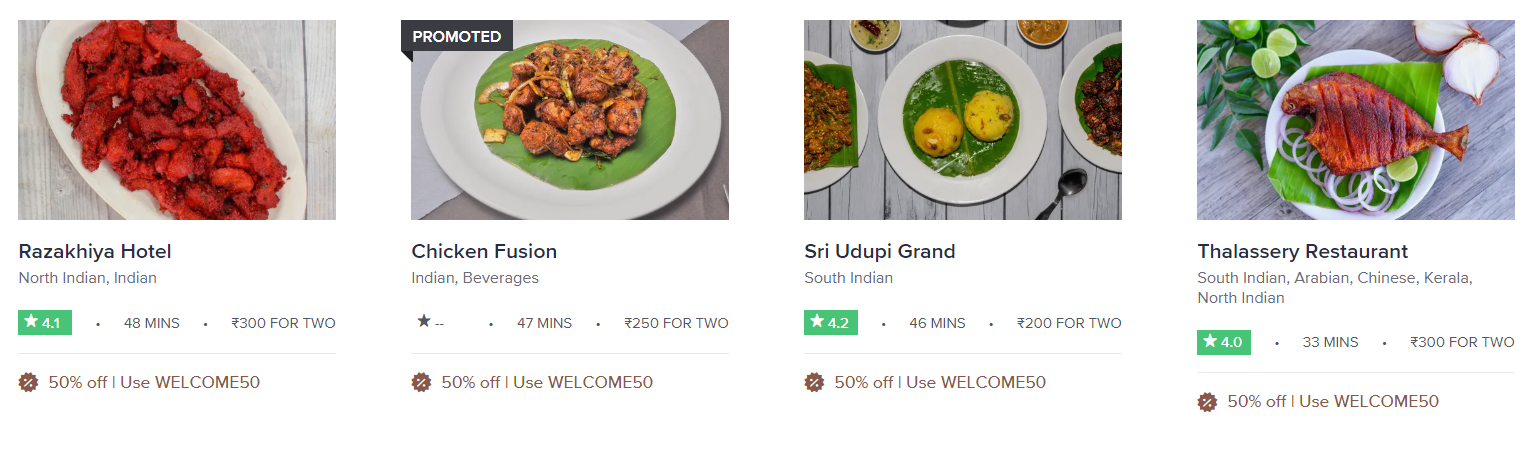 PROMOTED
Razakhiya Hotel
North Indian, Indian
★ 4.1 • 48 MINS • ₹300 FOR TWO
50% off | Use WELCOME50
Chicken Fusion
Indian, Beverages
★ -- • 47 MINS • ₹250 FOR TWO
50% off | Use WELCOME50
Sri Udupi Grand
South Indian
★ 4.2 • 46 MINS • ₹200 FOR TWO
50% off | Use WELCOME50
Thalassery Restaurant
South Indian, Arabian, Chinese, Kerala,
North Indian
★ 4.0 • 33 MINS • ₹300 FOR TWO
50% off | Use WELCOME50